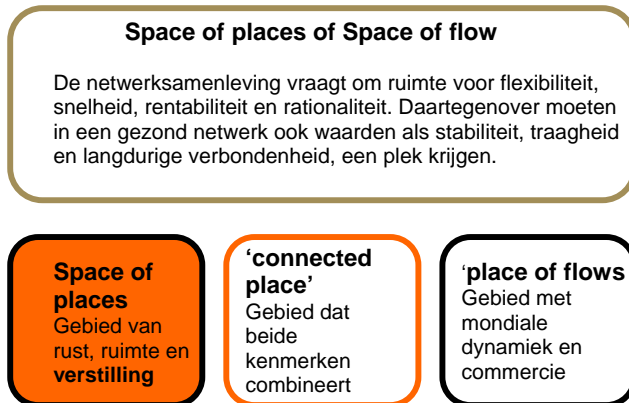 Space of places of Space of flow
De netwerksamenleving vraagt om ruimte voor flexibiliteit,
snelheid, rentabiliteit en rationaliteit. Daartegenover moeten
in een gezond netwerk ook waarden als stabiliteit, traagheid
en langdurige verbondenheid, een plek krijgen.
Space of
places
Gebied van
rust, ruimte en
verstilling
‘connected
place’
Gebied dat
beide
kenmerken
combineert
‘place of flows
Gebied met
mondiale
dynamiek en
commercie